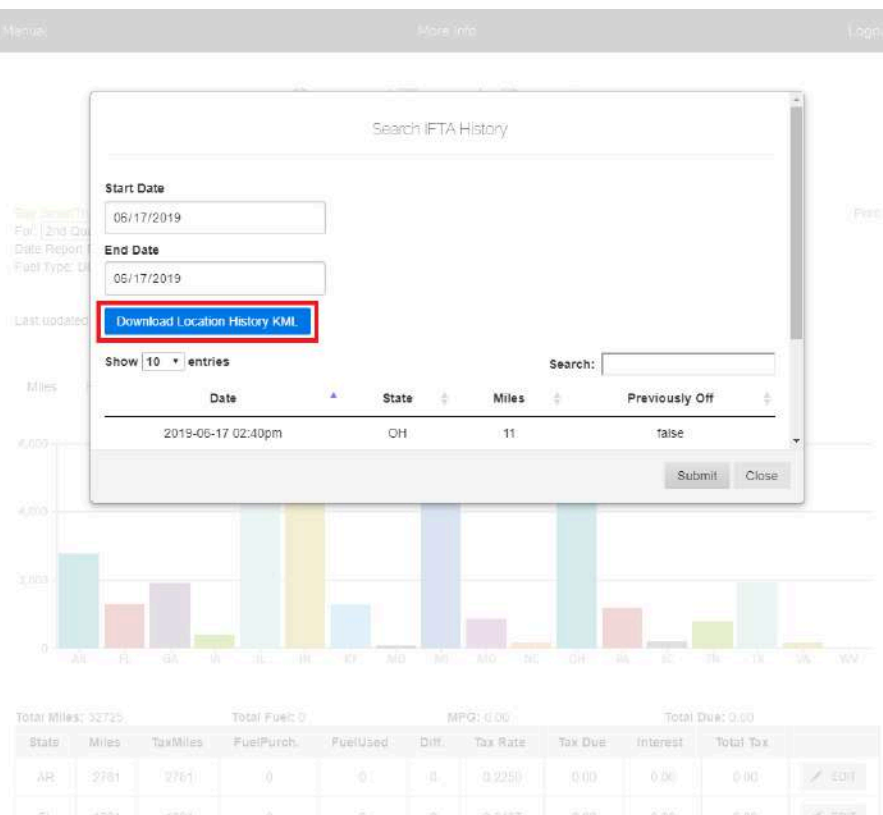 Manual More Info
Search IFTA History
Start Date
06/17/2019
Print
End Date
06/17/2019
Last updated
Download Location History KML
Show 10 entries Search:
Miles
Date State Miles Previously Off
2019-06-17 02:40pm OH 11 false
Submit Close
0
AR FL GA IA IL IN KY MD MI MO NC OH PA SC TN TX VA WV
Total Miles: 32725 Total Fuel: 0 MPG: 0.00 Total Due: 0.00
State Miles TaxMiles FuelPurch. FuelUsed Diff. Tax Rate Tax Due Interest Total Tax
AR 2761 2761 0 0 0 0.2250 0.00 0.00 0.00 EDIT